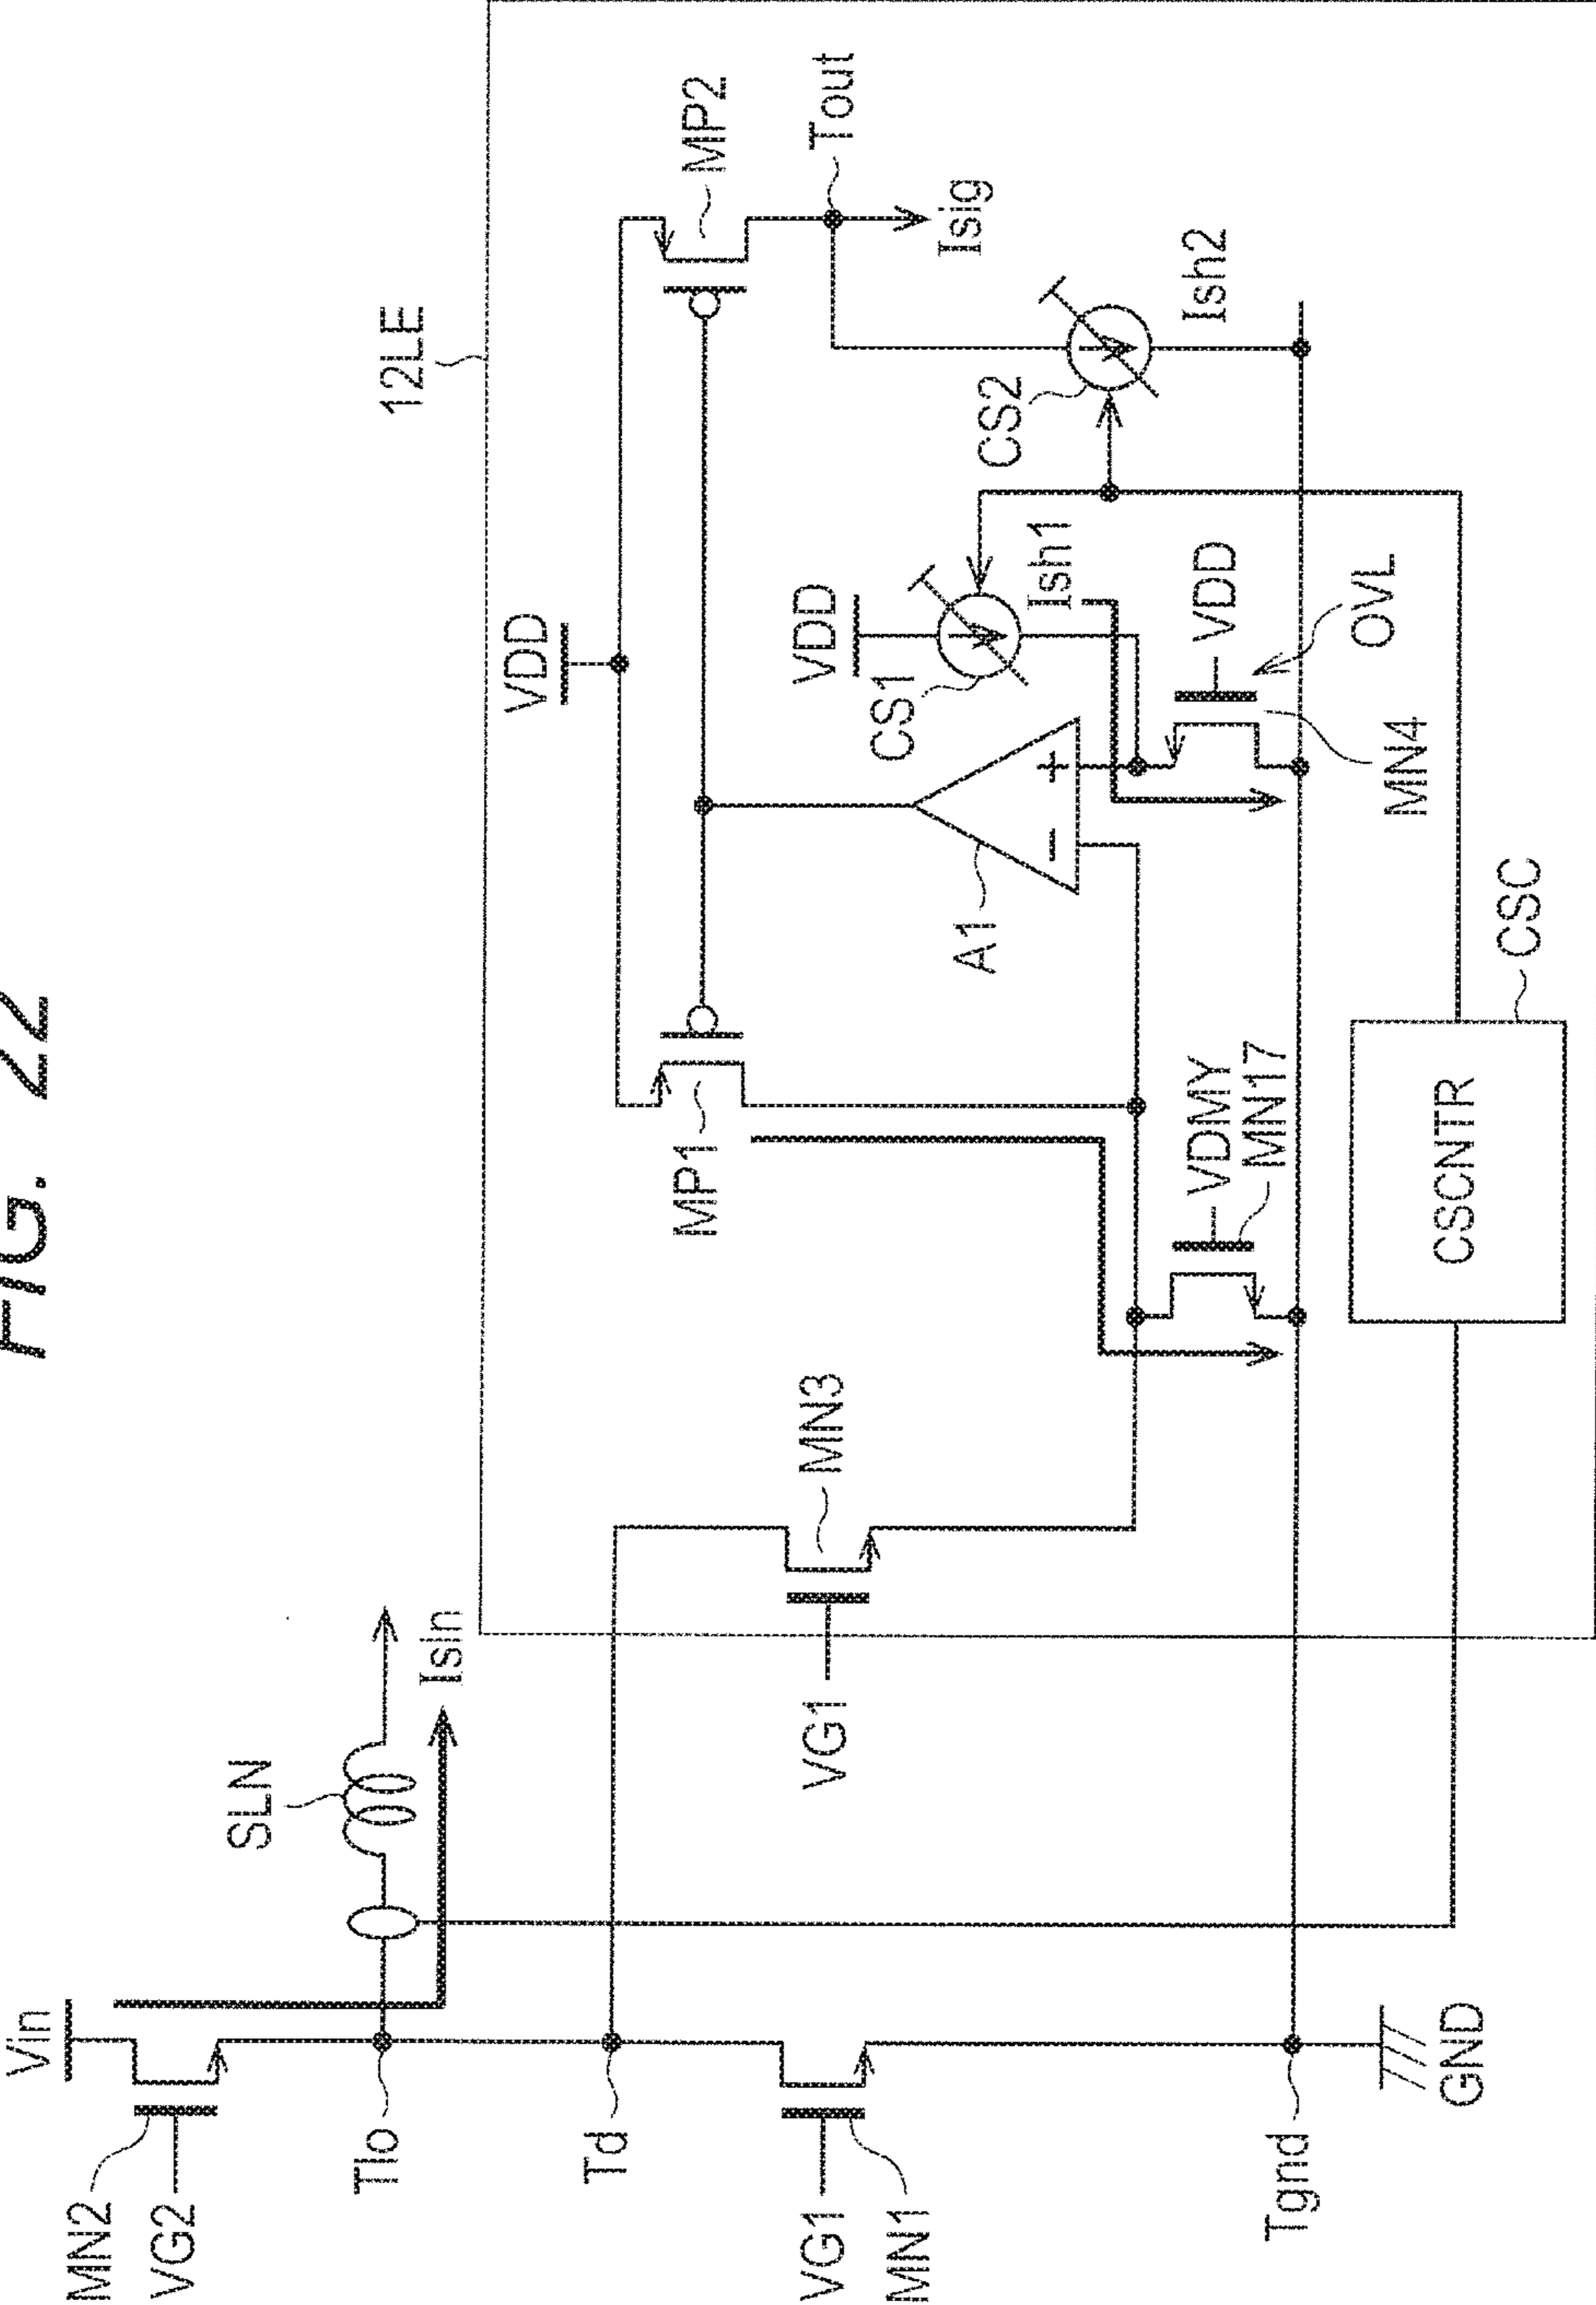 FIG. 22
12LE
VDD
MP1
MP2
Tout
Isig
A1
−
+
VDD
CS1
Ish1
CS2
Ish2
VDD
OVL
MN4
VDMY
MN17
CSCNTR
CSC
MN3
VG1
SLN
Isin
Vin
MN2
VG2
Tlo
Td
VG1
MN1
Tgnd
GND